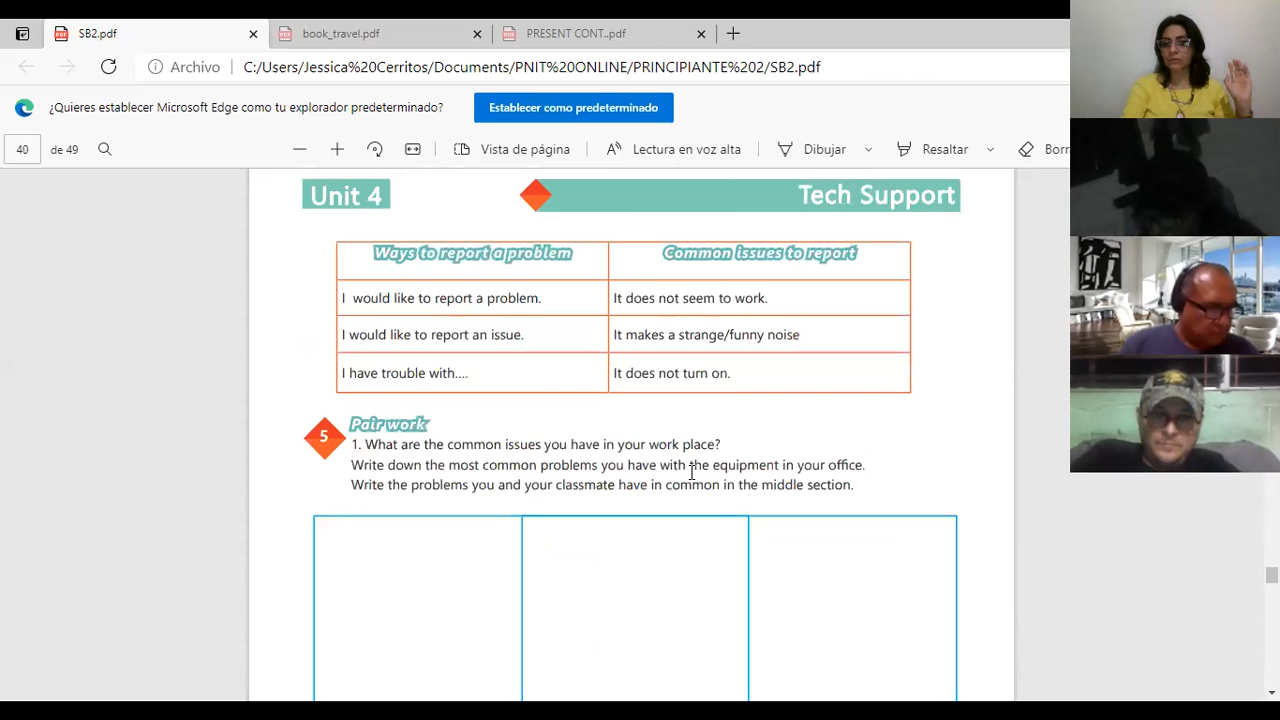 SB2.pdf
book_travel.pdf
PRESENT CONT..pdf
Archivo
C:/Users/Jessica%20Cerritos/Documents/PNIT%20ONLINE/PRINCIPIANTE%202/SB2.pdf
¿Quieres establecer Microsoft Edge como tu explorador predeterminado?
Establecer como predeterminado
40 de 49
Vista de página
Lectura en voz alta
Dibujar
Resaltar
Borra
Unit 4
Tech Support
Ways to report a problem
Common issues to report
I would like to report a problem.
It does not seem to work.
I would like to report an issue.
It makes a strange/funny noise
I have trouble with....
It does not turn on.
5
Pair work
1. What are the common issues you have in your work place?
Write down the most common problems you have with the equipment in your office.
Write the problems you and your classmate have in common in the middle section.